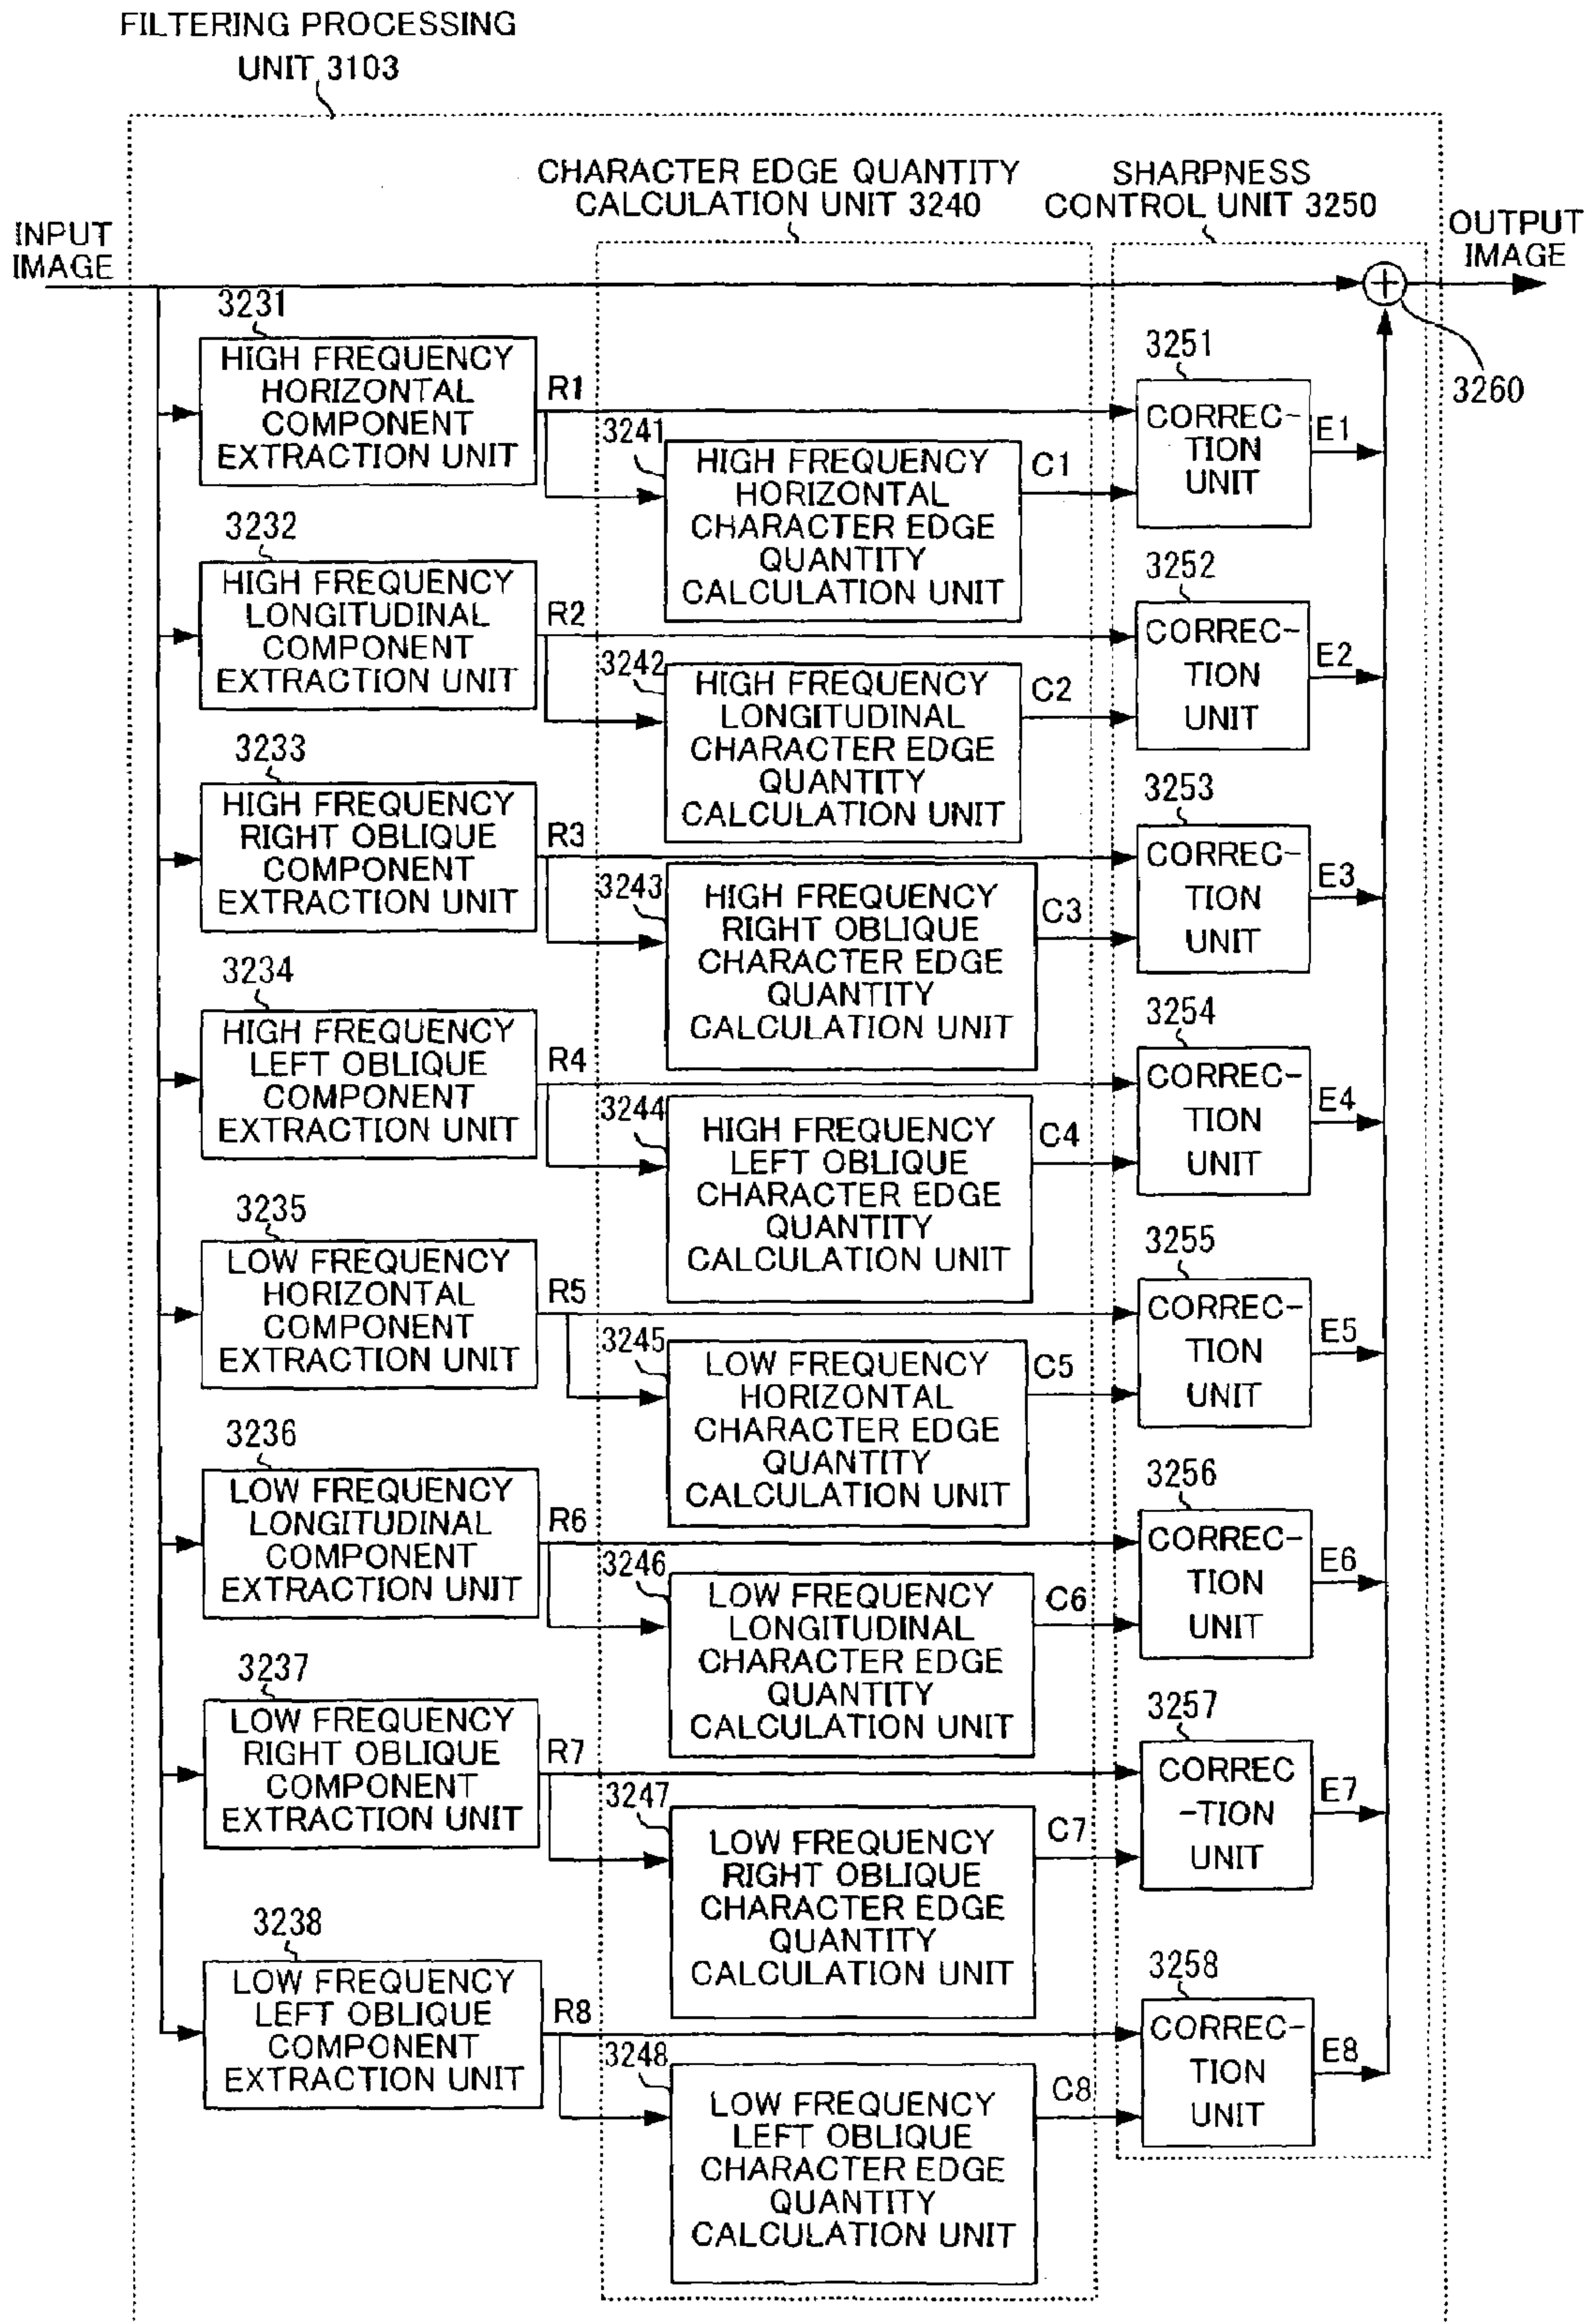 FILTERING PROCESSING
UNIT 3103
CHARACTER EDGE QUANTITY
CALCULATION UNIT 3240
SHARPNESS
CONTROL UNIT 3250
INPUT
IMAGE
OUTPUT
IMAGE
3260
3231
HIGH FREQUENCY
HORIZONTAL
COMPONENT
EXTRACTION UNIT
R1
3241
HIGH FREQUENCY
HORIZONTAL
CHARACTER EDGE
QUANTITY
CALCULATION UNIT
C1
3251
CORREC-
TION
UNIT
E1
3232
HIGH FREQUENCY
LONGITUDINAL
COMPONENT
EXTRACTION UNIT
R2
3242
HIGH FREQUENCY
LONGITUDINAL
CHARACTER EDGE
QUANTITY
CALCULATION UNIT
C2
3252
CORREC-
TION
UNIT
E2
3233
HIGH FREQUENCY
RIGHT OBLIQUE
COMPONENT
EXTRACTION UNIT
R3
3243
HIGH FREQUENCY
RIGHT OBLIQUE
CHARACTER EDGE
QUANTITY
CALCULATION UNIT
C3
3253
CORREC-
TION
UNIT
E3
3234
HIGH FREQUENCY
LEFT OBLIQUE
COMPONENT
EXTRACTION UNIT
R4
3244
HIGH FREQUENCY
LEFT OBLIQUE
CHARACTER EDGE
QUANTITY
CALCULATION UNIT
C4
3254
CORREC-
TION
UNIT
E4
3235
LOW FREQUENCY
HORIZONTAL
COMPONENT
EXTRACTION UNIT
R5
3245
LOW FREQUENCY
HORIZONTAL
CHARACTER EDGE
QUANTITY
CALCULATION UNIT
C5
3255
CORREC-
TION
UNIT
E5
3236
LOW FREQUENCY
LONGITUDINAL
COMPONENT
EXTRACTION UNIT
R6
3246
LOW FREQUENCY
LONGITUDINAL
CHARACTER EDGE
QUANTITY
CALCULATION UNIT
C6
3256
CORREC-
TION
UNIT
E6
3237
LOW FREQUENCY
RIGHT OBLIQUE
COMPONENT
EXTRACTION UNIT
R7
3247
LOW FREQUENCY
RIGHT OBLIQUE
CHARACTER EDGE
QUANTITY
CALCULATION UNIT
C7
3257
CORREC
-TION
UNIT
E7
3238
LOW FREQUENCY
LEFT OBLIQUE
COMPONENT
EXTRACTION UNIT
R8
3248
LOW FREQUENCY
LEFT OBLIQUE
CHARACTER EDGE
QUANTITY
CALCULATION UNIT
C8
3258
CORREC-
TION
UNIT
E8